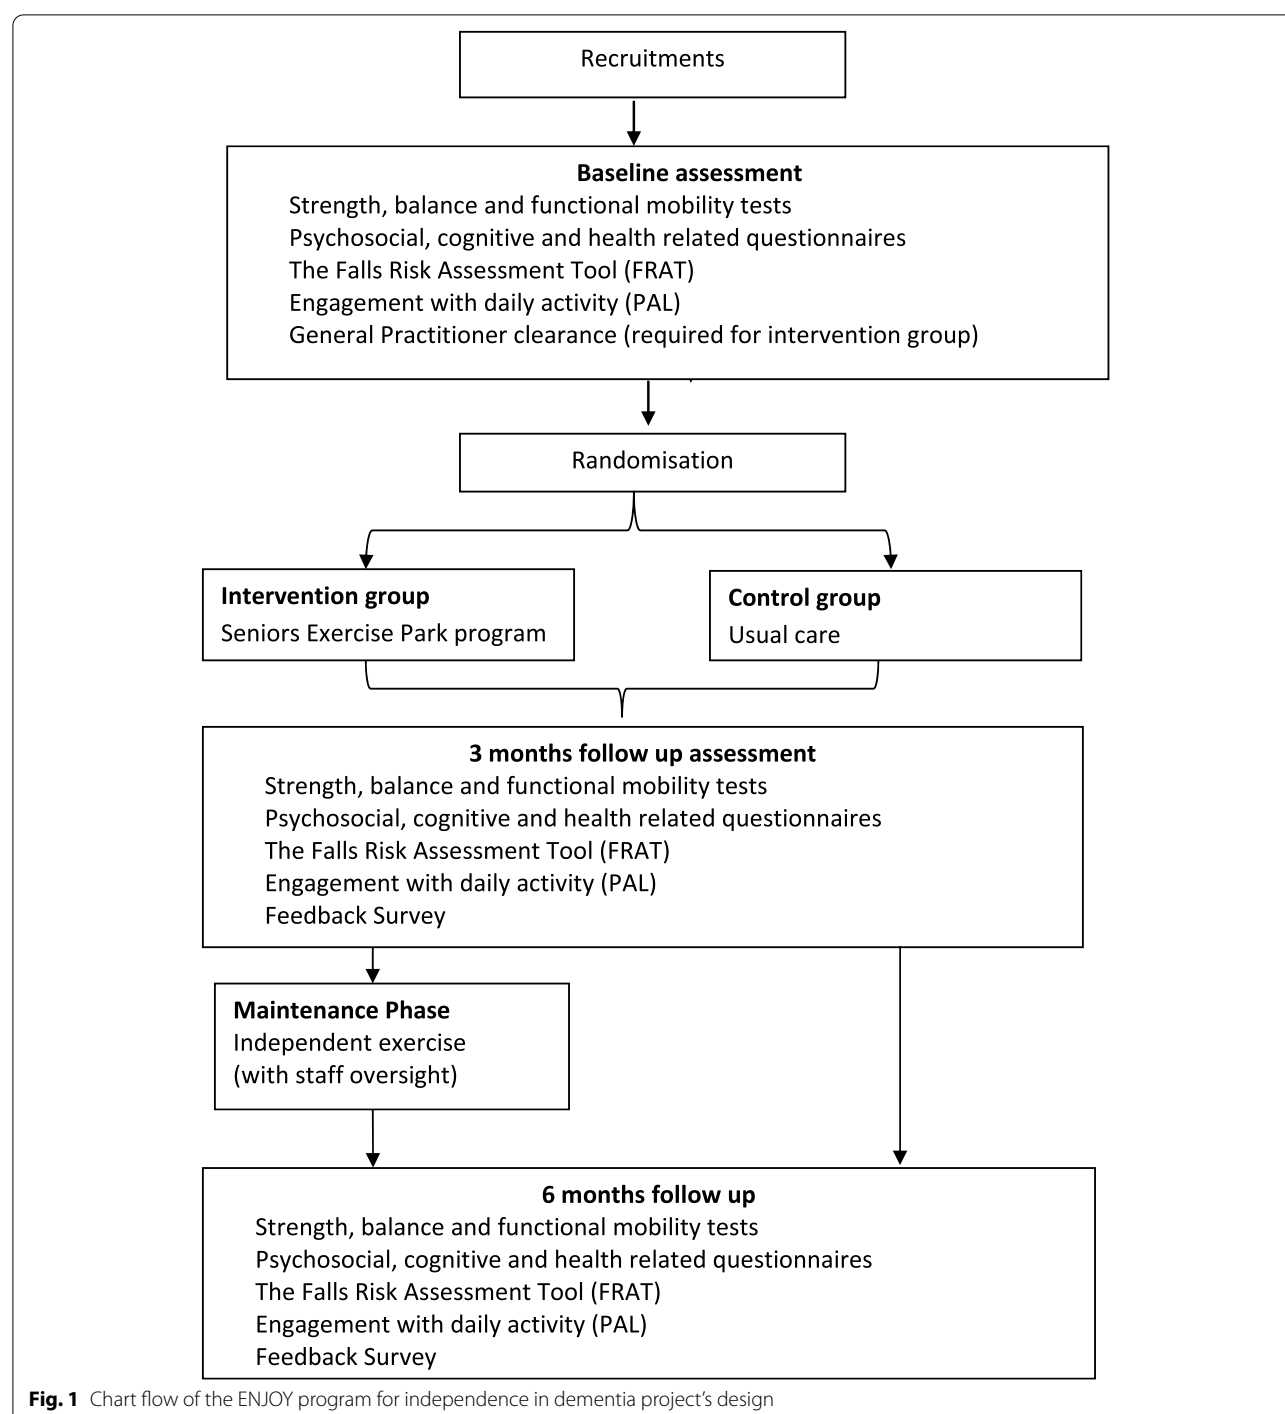 Recruitments
Baseline assessment
Strength, balance and functional mobility tests
Psychosocial, cognitive and health related questionnaires
The Falls Risk Assessment Tool (FRAT)
Engagement with daily activity (PAL)
General Practitioner clearance (required for intervention group)
Randomisation
Intervention group
Seniors Exercise Park program
Control group
Usual care
3 months follow up assessment
Strength, balance and functional mobility tests
Psychosocial, cognitive and health related questionnaires
The Falls Risk Assessment Tool (FRAT)
Engagement with daily activity (PAL)
Feedback Survey
Maintenance Phase
Independent exercise
(with staff oversight)
6 months follow up
Strength, balance and functional mobility tests
Psychosocial, cognitive and health related questionnaires
The Falls Risk Assessment Tool (FRAT)
Engagement with daily activity (PAL)
Feedback Survey
Fig. 1 Chart flow of the ENJOY program for independence in dementia project's design